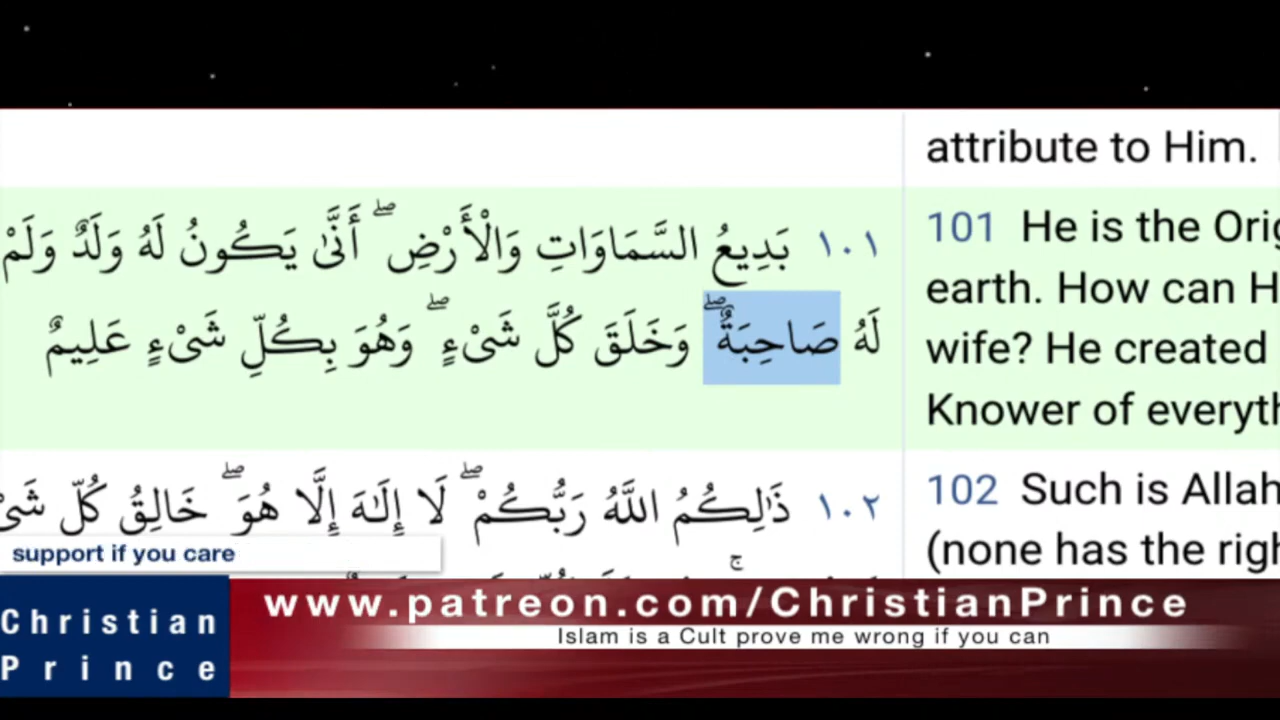 attribute to Him.
١٠١ بَدِيعُ السَّمَاوَاتِ وَالْأَرْضِ ۖ أَنَّىٰ يَكُونُ لَهُ وَلَدٌ وَلَمْ
لَهُ صَاحِبَةٌ ۖ وَخَلَقَ كُلَّ شَىْءٍ ۖ وَهُوَ بِكُلِّ شَىْءٍ عَلِيمٌ
101 He is the Orig
earth. How can H
wife? He created
Knower of everyth
١٠٢ ذَٰلِكُمُ اللَّهُ رَبُّكُمْ ۖ لَا إِلَٰهَ إِلَّا هُوَ ۖ خَالِقُ كُلِّ
102 Such is Allah
(none has the righ
support if you care
Christian
Prince
www.patreon.com/ChristianPrince
Islam is a Cult prove me wrong if you can